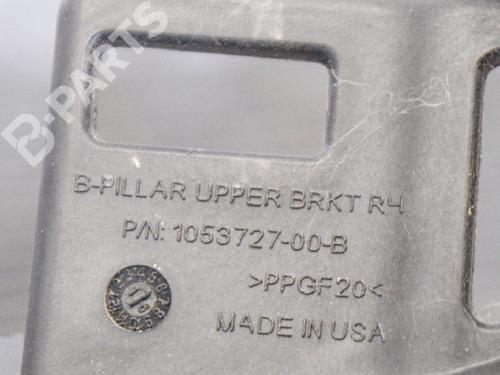 B-PARTS
B-PILLAR UPPER BRKT RH
P/N: 1053727-00-B
>PPGF20<
MADE IN USA